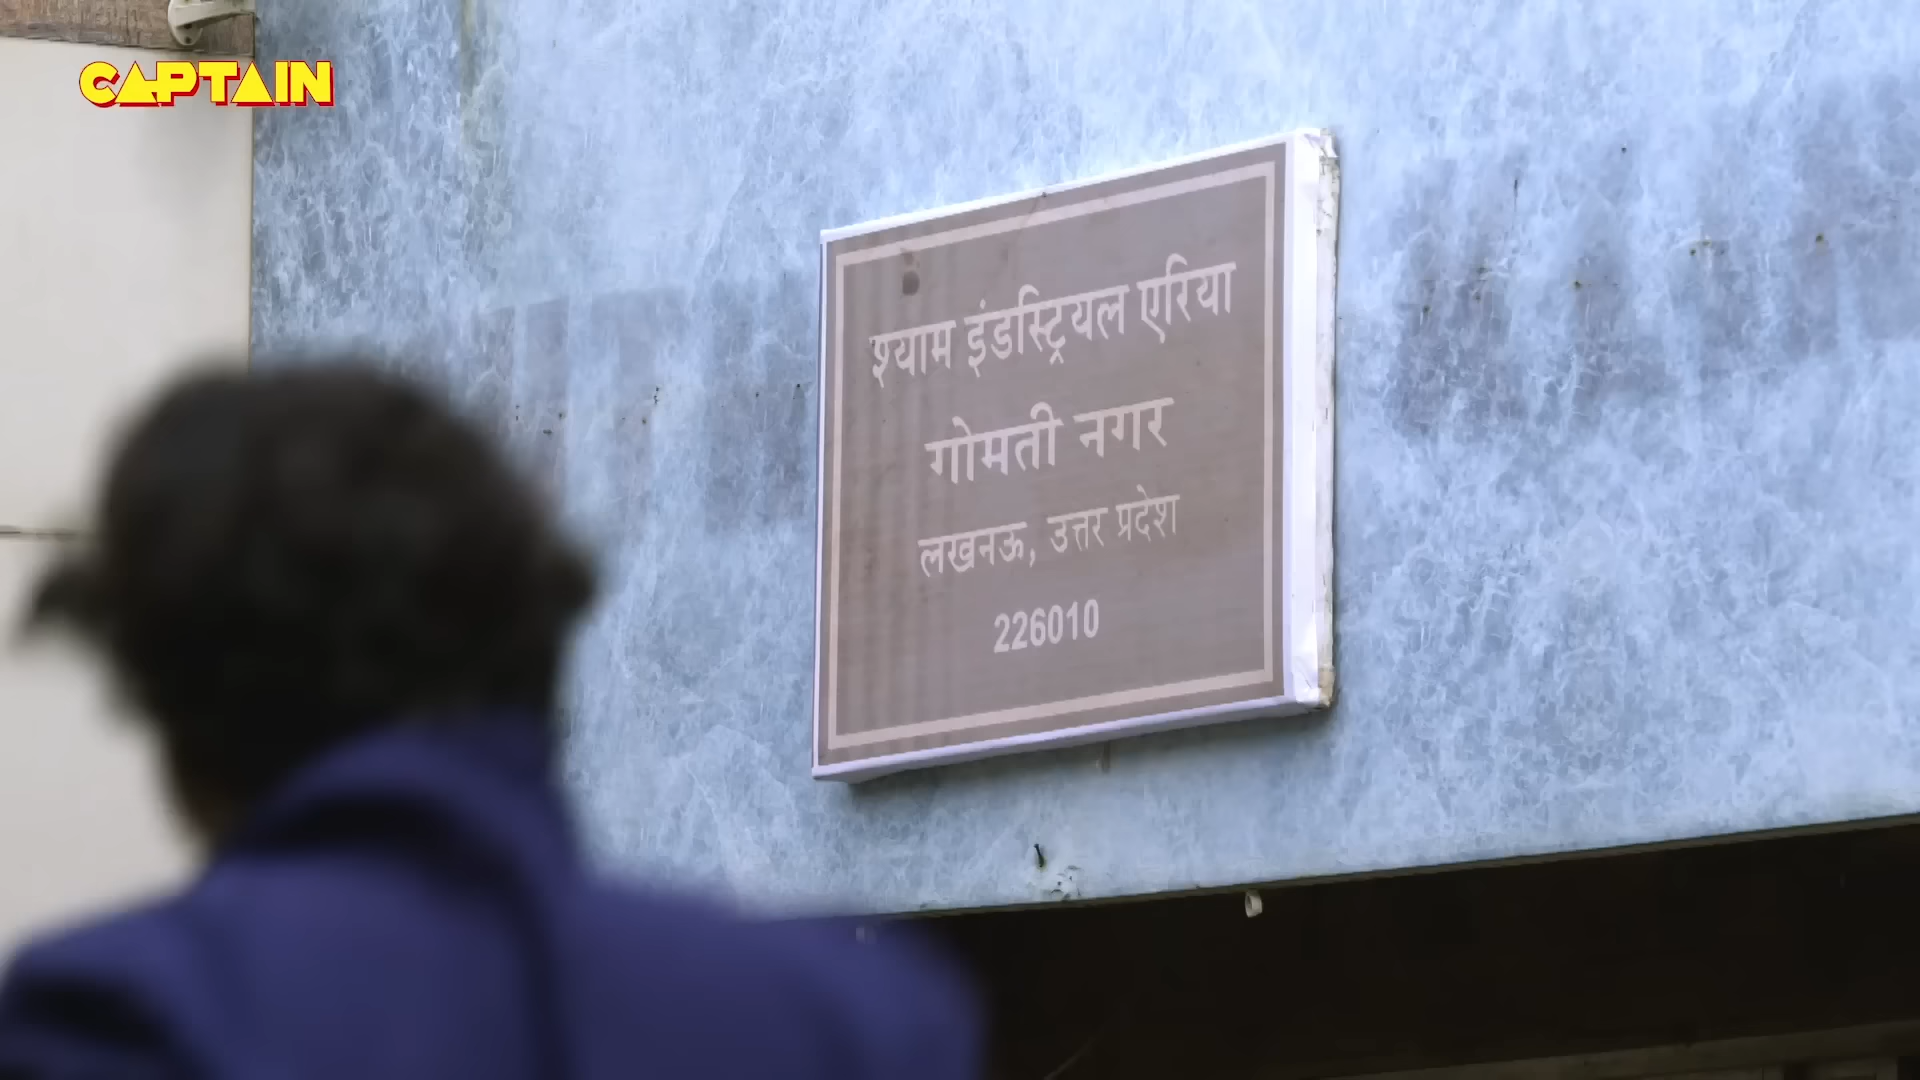 CAPTAIN
श्याम इंडस्ट्रियल एरिया
गोमती नगर
लखनऊ, उत्तर प्रदेश
226010